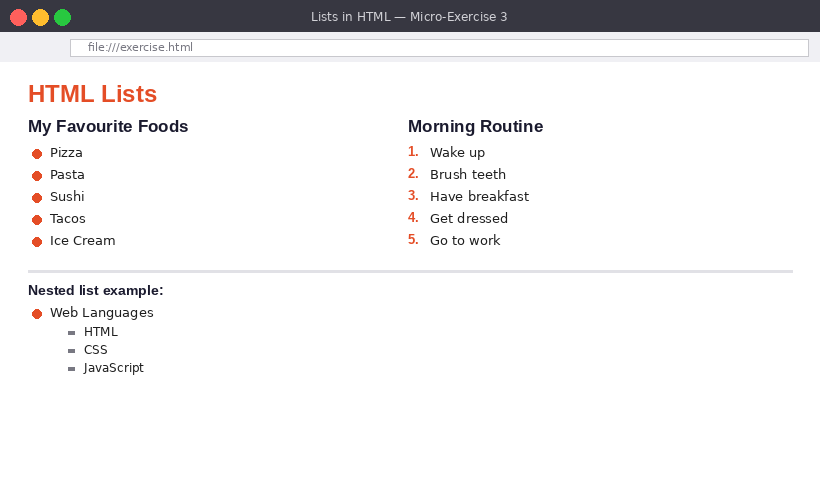 Lists in HTML — Micro-Exercise 3
file:///exercise.html
HTML Lists
My Favourite Foods
Pizza
Pasta
Sushi
Tacos
Ice Cream
Morning Routine
1. Wake up
2. Brush teeth
3. Have breakfast
4. Get dressed
5. Go to work
Nested list example:
Web Languages
HTML
CSS
JavaScript